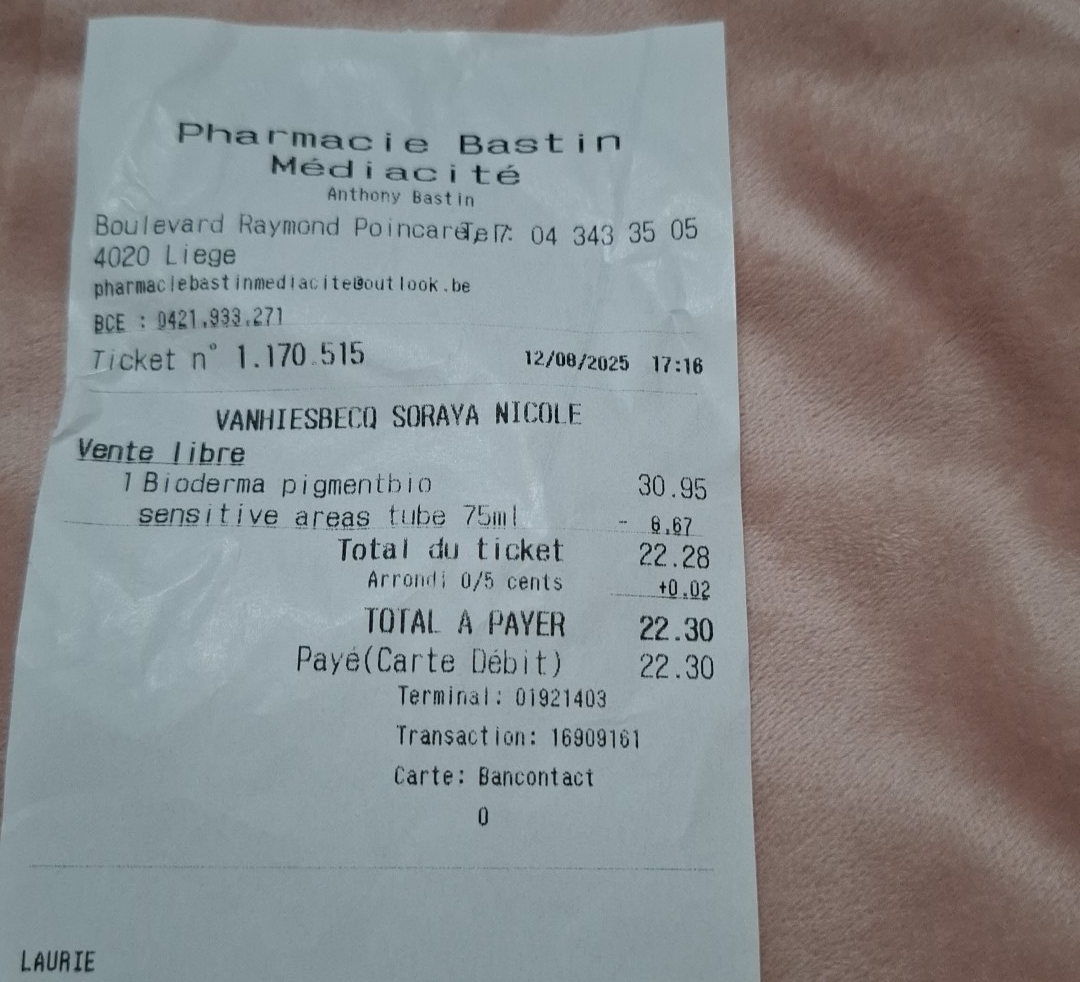 Pharmacie Bastin
Médiacité
Anthony Bastin
Boulevard Raymond Poincaré, 7 Tel: 04 343 35 05
4020 Liege
pharmaciebastinmediacite@outlook.be
BCE : 0421.933.271
Ticket n° 1.170.515 12/08/2025 17:16
VANHIESBECQ SORAYA NICOLE
Vente libre
1 Bioderma pigmentbio 30.95
sensitive areas tube 75ml - 8.67
Total du ticket 22.28
Arrondi 0/5 cents +0.02
TOTAL A PAYER 22.30
Payé(Carte Débit) 22.30
Terminal: 01921403
Transaction: 16909161
Carte: Bancontact
0
LAURIE